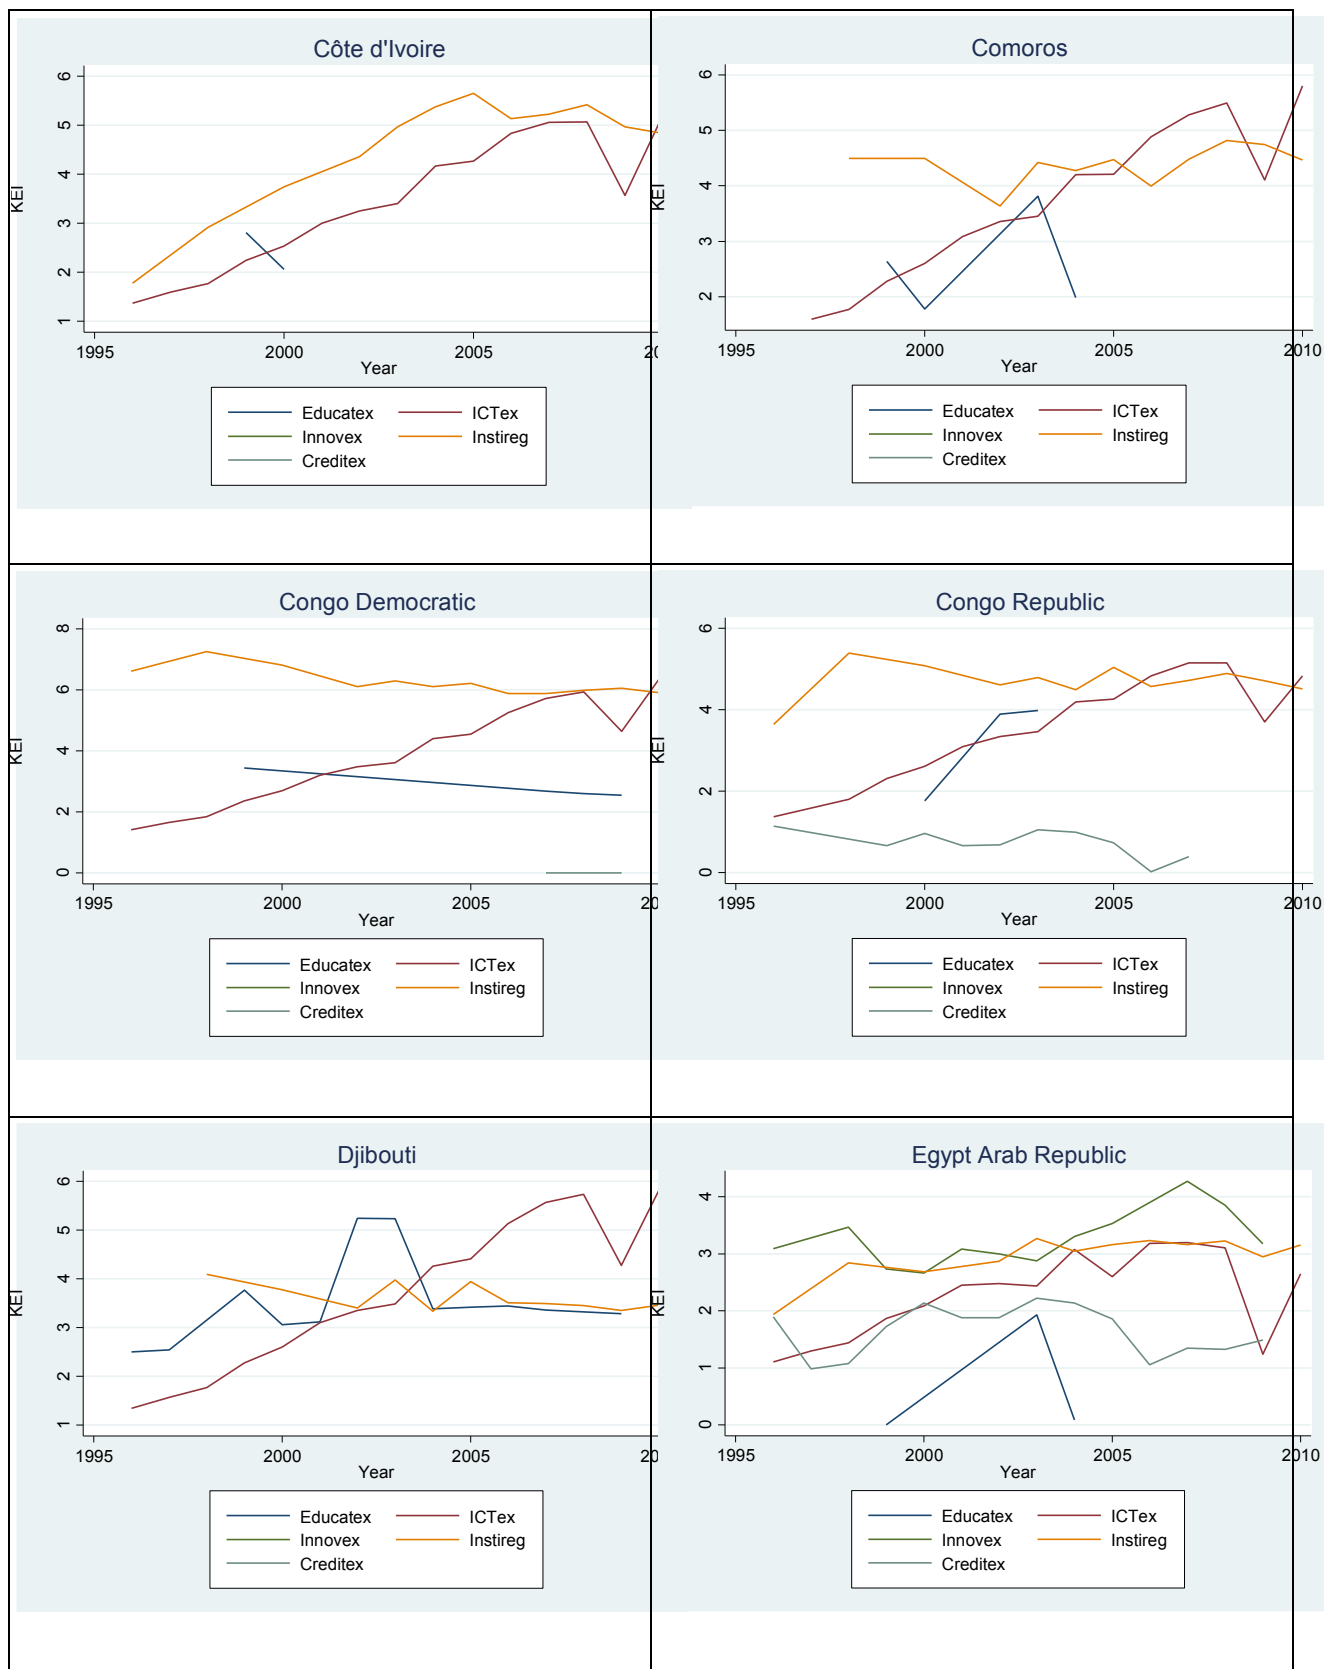 Côte d'Ivoire
KEI
6
5
4
3
2
1
1995 2000 2005 20
Year
Educatex ICTex
Innovex Instireg
Creditex
Comoros
KEI
6
5
4
3
2
1995 2000 2005 2010
Year
Educatex ICTex
Innovex Instireg
Creditex
Congo Democratic
KEI
8
6
4
2
0
1995 2000 2005 20
Year
Educatex ICTex
Innovex Instireg
Creditex
Congo Republic
KEI
6
4
2
0
1995 2000 2005 2010
Year
Educatex ICTex
Innovex Instireg
Creditex
Djibouti
KEI
6
5
4
3
2
1
1995 2000 2005 20
Year
Educatex ICTex
Innovex Instireg
Creditex
Egypt Arab Republic
KEI
4
3
2
1
0
1995 2000 2005 2010
Year
Educatex ICTex
Innovex Instireg
Creditex